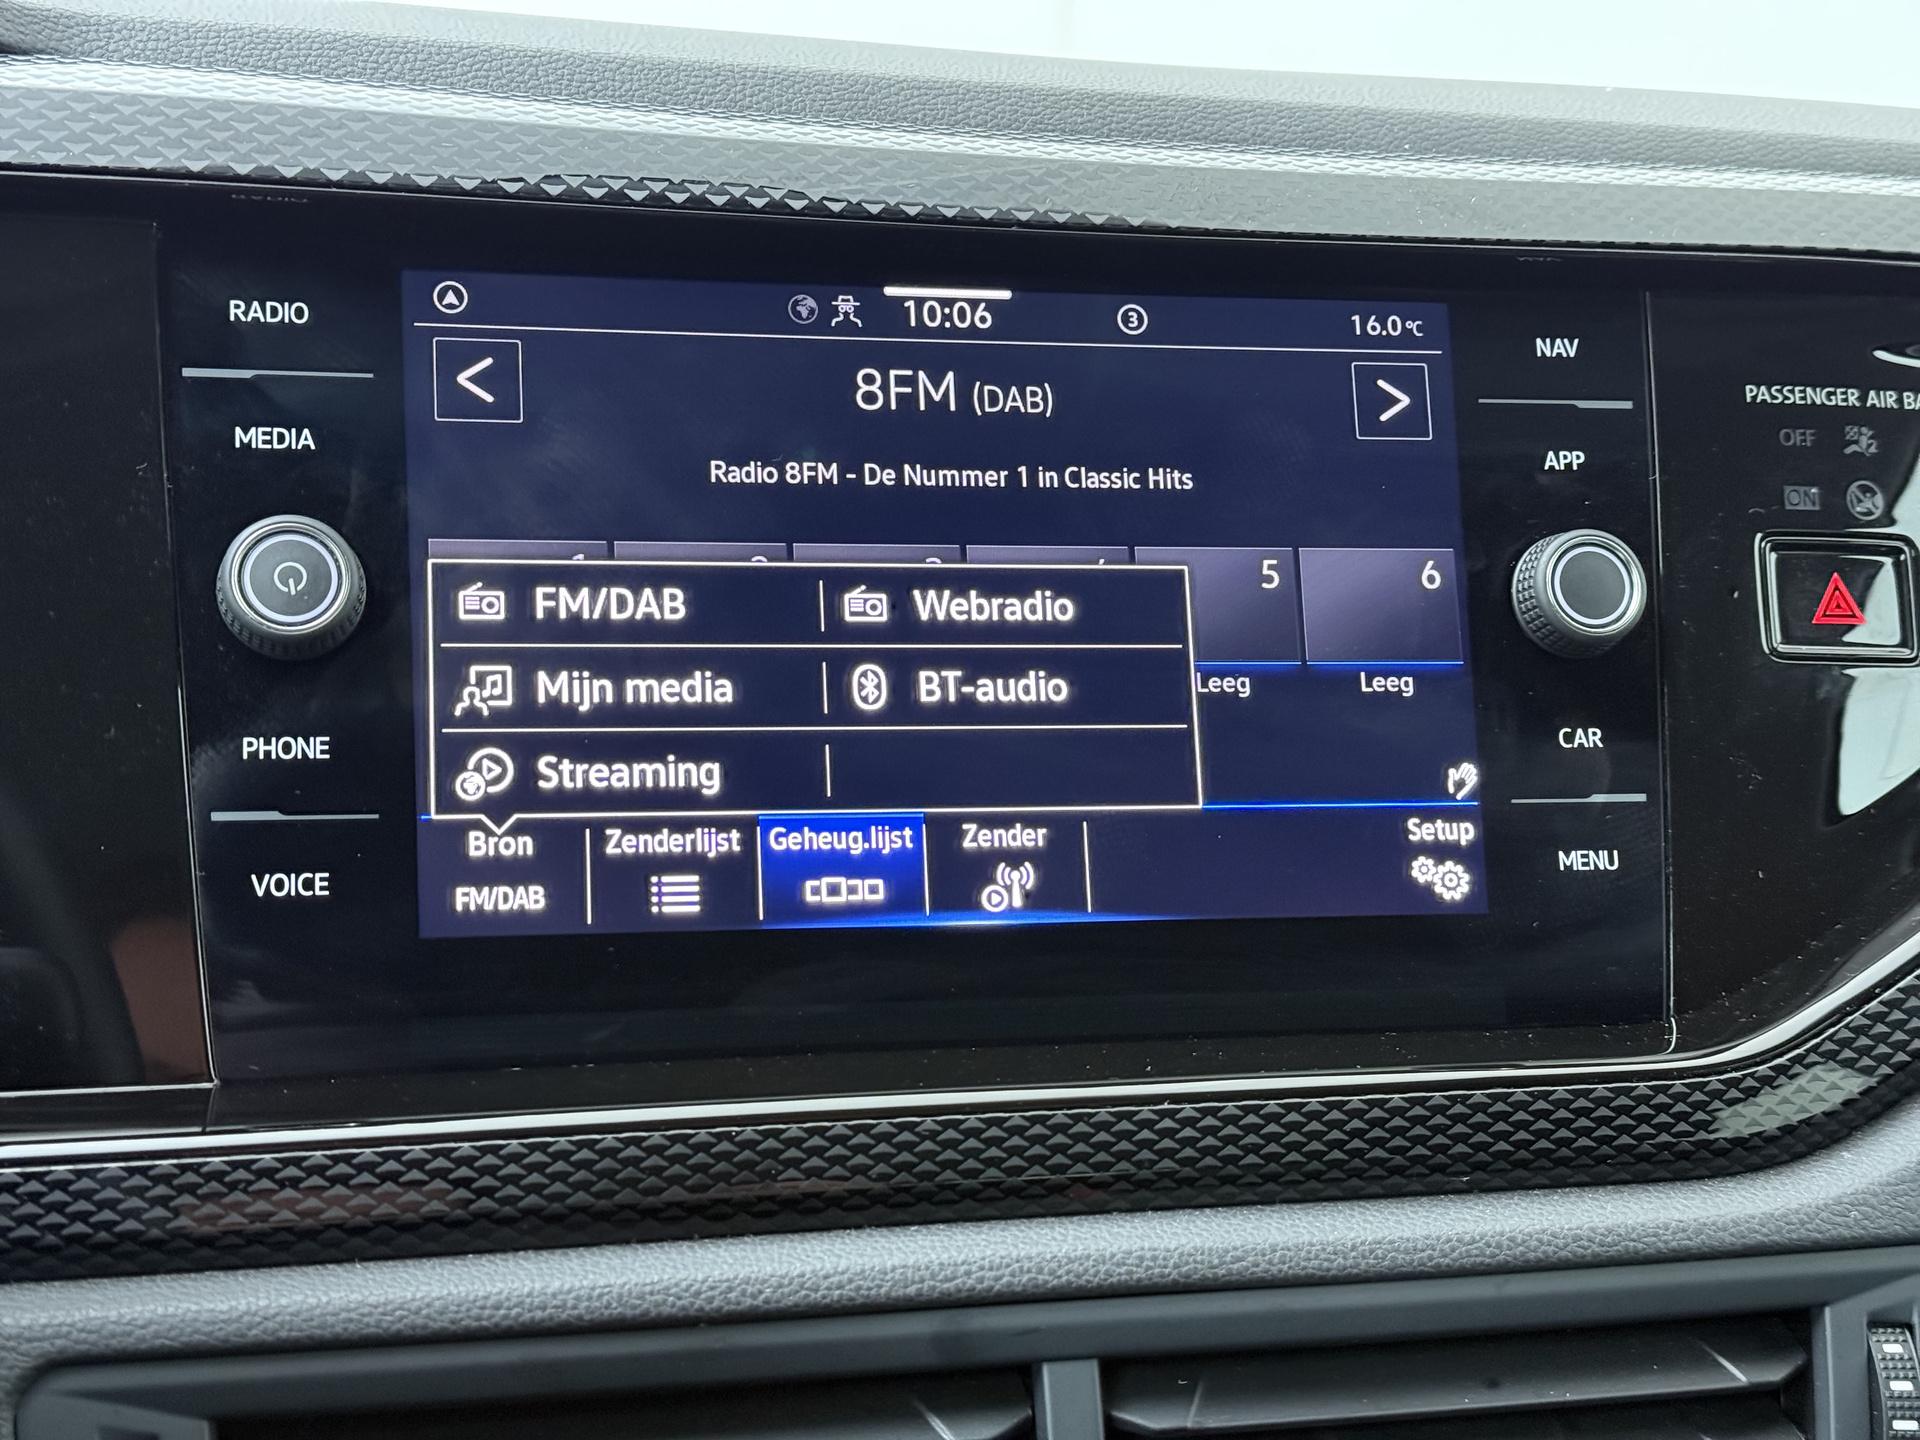 RADIO
MEDIA
PHONE
VOICE
10:06
3
16.0°C
<
8FM (DAB)
>
Radio 8FM - De Nummer 1 in Classic Hits
5
6
FM/DAB
Webradio
Mijn media
BT-audio
Streaming
Leeg
Leeg
Bron
FM/DAB
Zenderlijst
Geheug.lijst
Zender
Setup
NAV
APP
CAR
MENU
PASSENGER AIR BA
OFF
ON